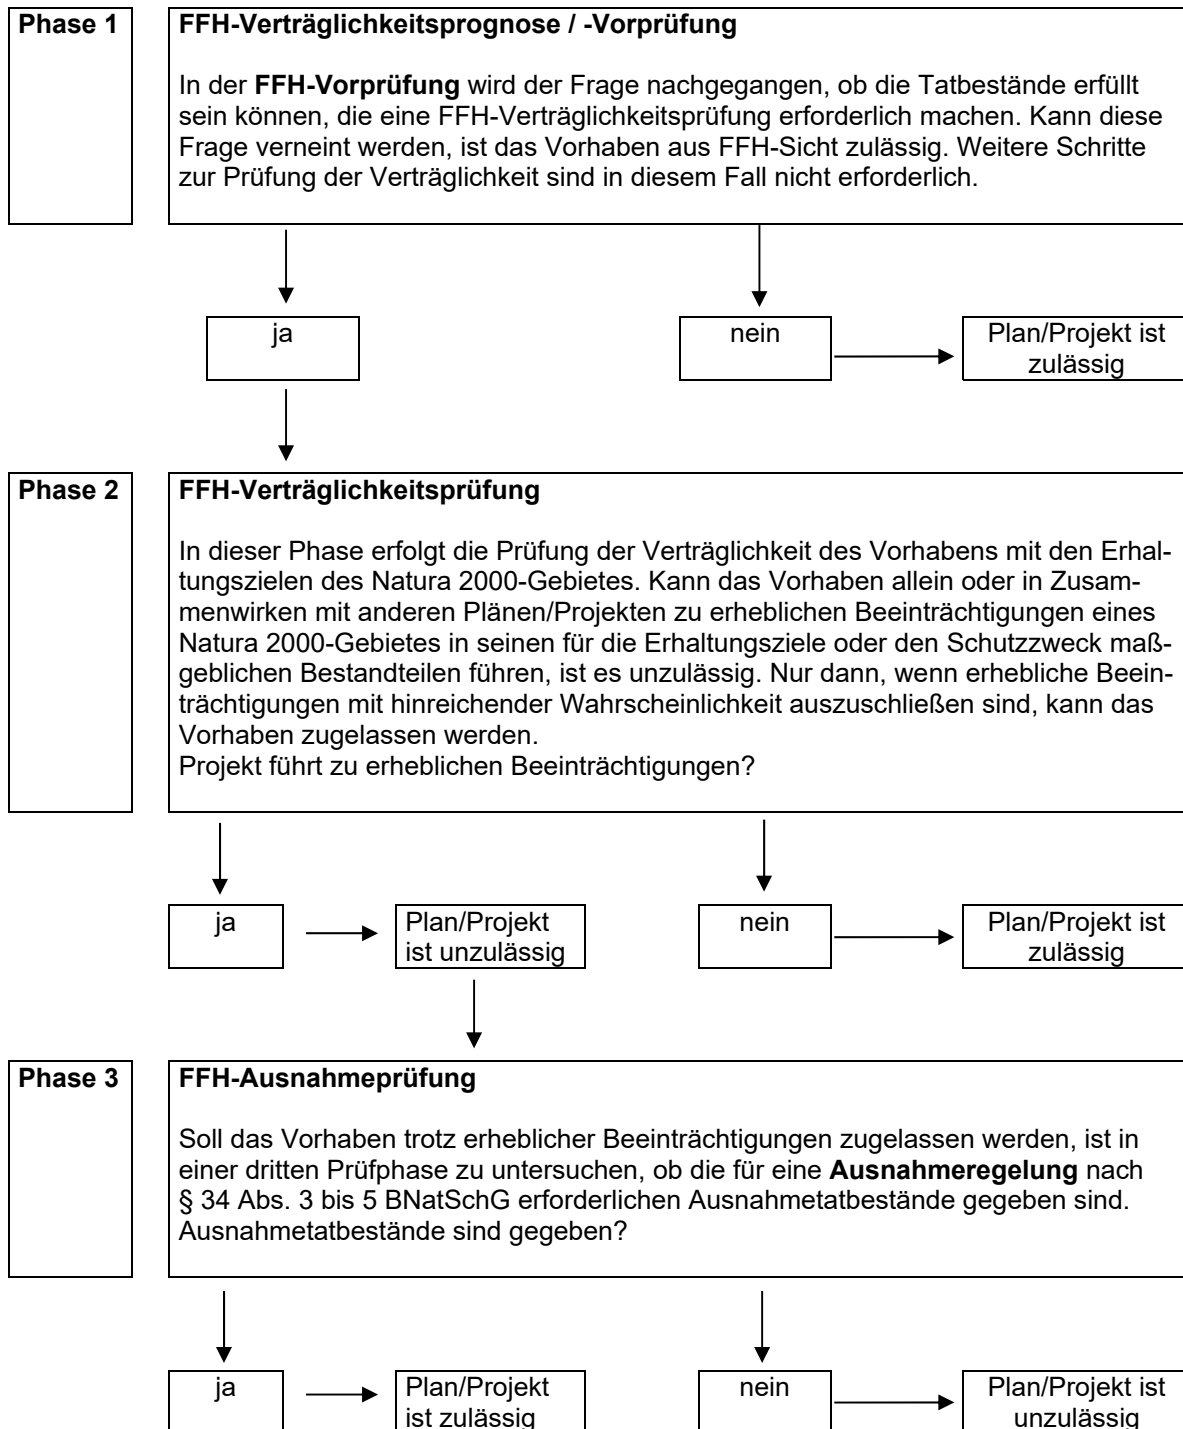 Phase 1
FFH-Verträglichkeitsprognose / -Vorprüfung
In der FFH-Vorprüfung wird der Frage nachgegangen, ob die Tatbestände erfüllt
sein können, die eine FFH-Verträglichkeitsprüfung erforderlich machen. Kann diese
Frage verneint werden, ist das Vorhaben aus FFH-Sicht zulässig. Weitere Schritte
zur Prüfung der Verträglichkeit sind in diesem Fall nicht erforderlich.
ja
nein
Plan/Projekt ist
zulässig
Phase 2
FFH-Verträglichkeitsprüfung
In dieser Phase erfolgt die Prüfung der Verträglichkeit des Vorhabens mit den Erhal-
tungszielen des Natura 2000-Gebietes. Kann das Vorhaben allein oder in Zusam-
menwirken mit anderen Plänen/Projekten zu erheblichen Beeinträchtigungen eines
Natura 2000-Gebietes in seinen für die Erhaltungsziele oder den Schutzzweck maß-
geblichen Bestandteilen führen, ist es unzulässig. Nur dann, wenn erhebliche Beein-
trächtigungen mit hinreichender Wahrscheinlichkeit auszuschließen sind, kann das
Vorhaben zugelassen werden.
Projekt führt zu erheblichen Beeinträchtigungen?
ja
Plan/Projekt
ist unzulässig
nein
Plan/Projekt ist
zulässig
Phase 3
FFH-Ausnahmeprüfung
Soll das Vorhaben trotz erheblicher Beeinträchtigungen zugelassen werden, ist in
einer dritten Prüfphase zu untersuchen, ob die für eine Ausnahmeregelung nach
§ 34 Abs. 3 bis 5 BNatSchG erforderlichen Ausnahmetatbestände gegeben sind.
Ausnahmetatbestände sind gegeben?
ja
Plan/Projekt
ist zulässig
nein
Plan/Projekt ist
unzulässig